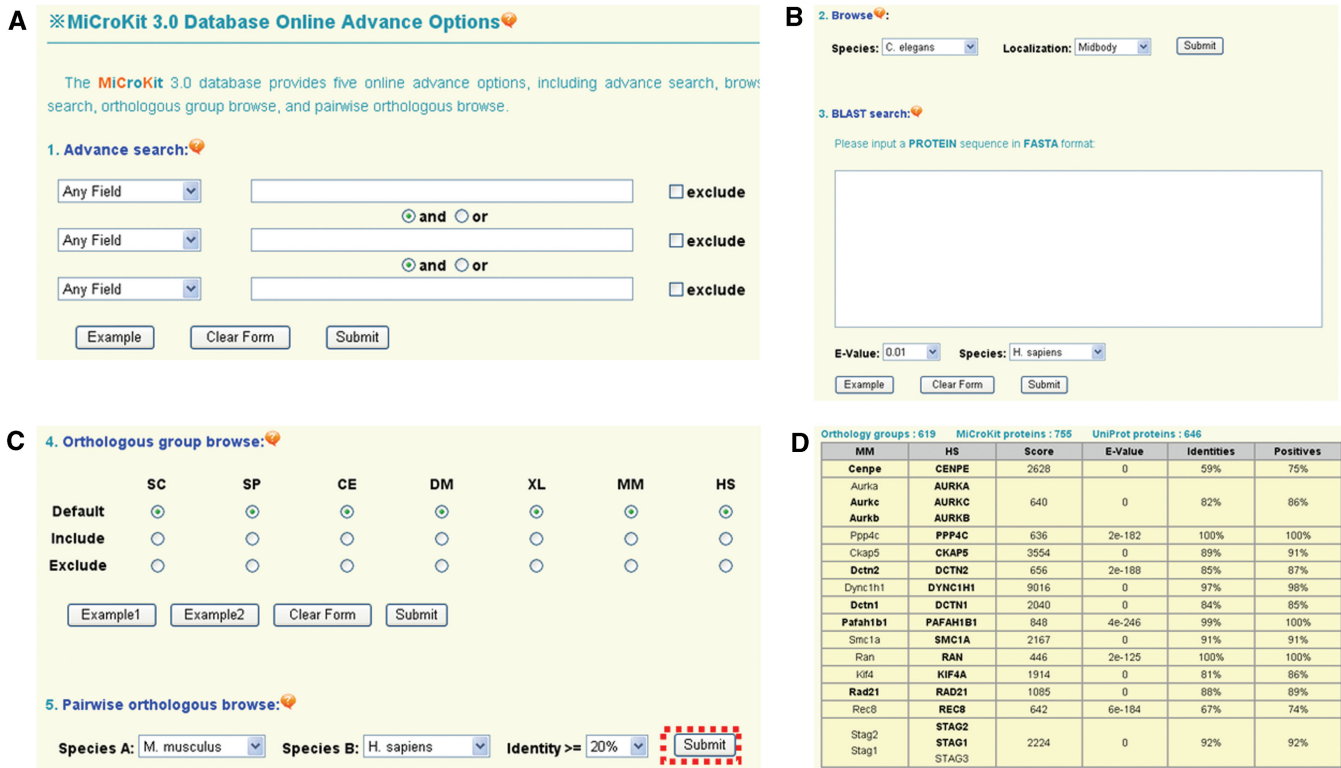 A
※MiCroKit 3.0 Database Online Advance Options
The MiCroKit 3.0 database provides five online advance options, including advance search, brows
search, orthologous group browse, and pairwise orthologous browse.
1. Advance search:
Any Field exclude
and or
Any Field exclude
and or
Any Field exclude
Example Clear Form Submit
B
2. Browse:
Species: C. elegans Localization: Midbody Submit
3. BLAST search:
Please input a PROTEIN sequence in FASTA format:
E-Value: 0.01 Species: H. sapiens
Example Clear Form Submit
C
4. Orthologous group browse:
SC SP CE DM XL MM HS
Default
Include
Exclude
Example1 Example2 Clear Form Submit
5. Pairwise orthologous browse:
Species A: M. musculus Species B: H. sapiens Identity >= 20% Submit
D
Orthology groups : 619 MiCroKit proteins : 755 UniProt proteins : 646
MM HS Score E-Value Identities Positives
Cenpe CENPE 2628 0 59% 75%
Aurka AURKA
Aurkc AURKC 640 0 82% 86%
Aurkb AURKB
Ppp4c PPP4C 636 2e-182 100% 100%
Ckap5 CKAP5 3554 0 89% 91%
Dctn2 DCTN2 656 2e-188 85% 87%
Dync1h1 DYNC1H1 9016 0 97% 98%
Dctn1 DCTN1 2040 0 84% 85%
Pafah1b1 PAFAH1B1 848 4e-246 99% 100%
Smc1a SMC1A 2167 0 91% 91%
Ran RAN 446 2e-125 100% 100%
Kif4 KIF4A 1914 0 81% 86%
Rad21 RAD21 1085 0 88% 89%
Rec8 REC8 642 6e-184 67% 74%
Stag2 STAG2
Stag1 STAG1 2224 0 92% 92%
STAG3